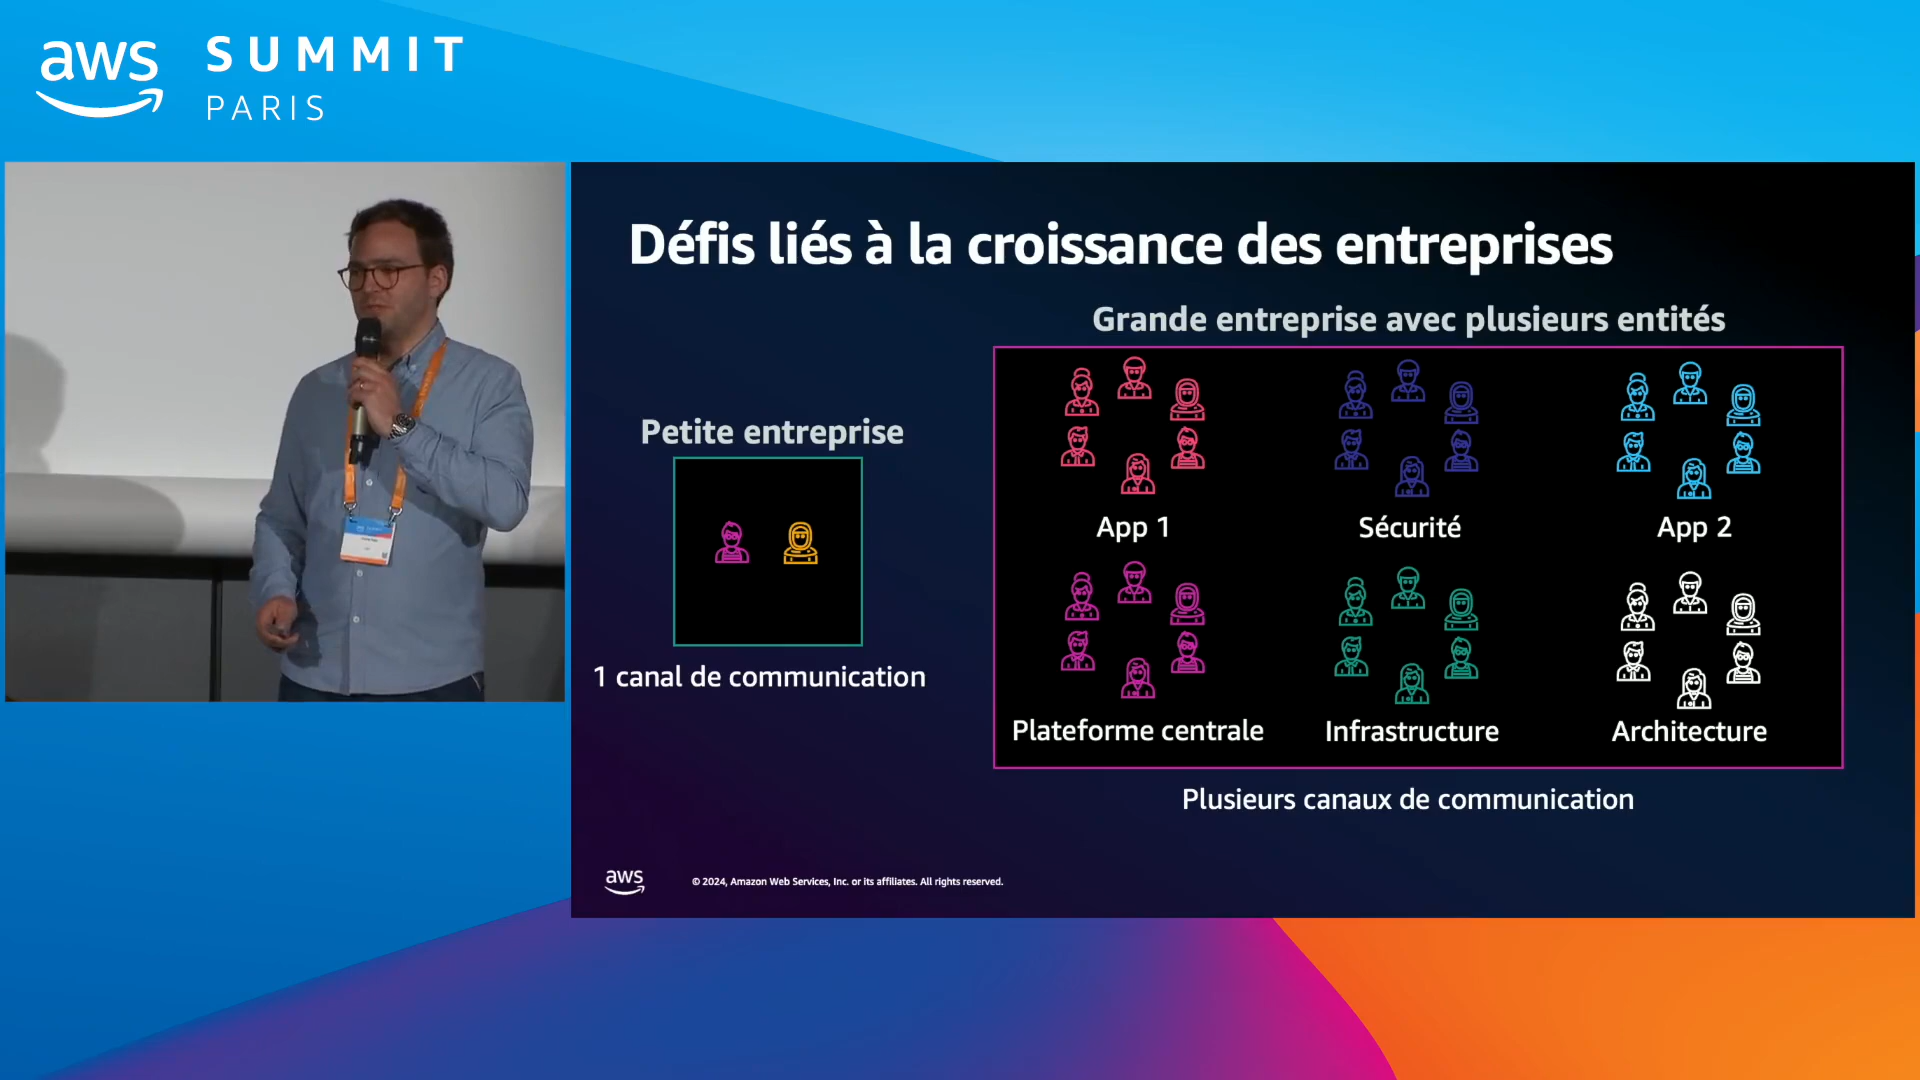 aws
SUMMIT
PARIS
Défis liés à la croissance des entreprises
Grande entreprise avec plusieurs entités
Petite entreprise
1 canal de communication
App 1
Sécurité
App 2
Plateforme centrale
Infrastructure
Architecture
Plusieurs canaux de communication
aws
© 2024, Amazon Web Services, Inc. or its affiliates. All rights reserved.